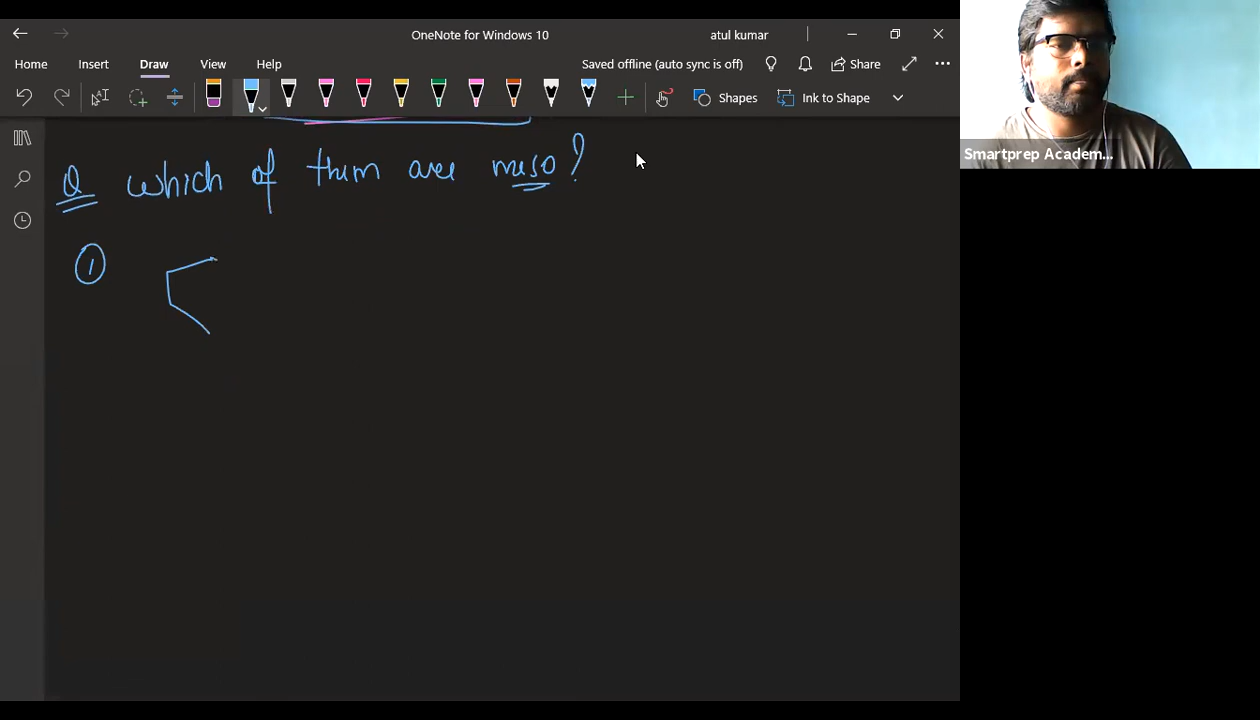 OneNote for Windows 10
atul kumar
Home Insert Draw View Help
Saved offline (auto sync is off)
Share
Shapes
Ink to Shape
Smartprep Academ...
Q which of them are meso?
1